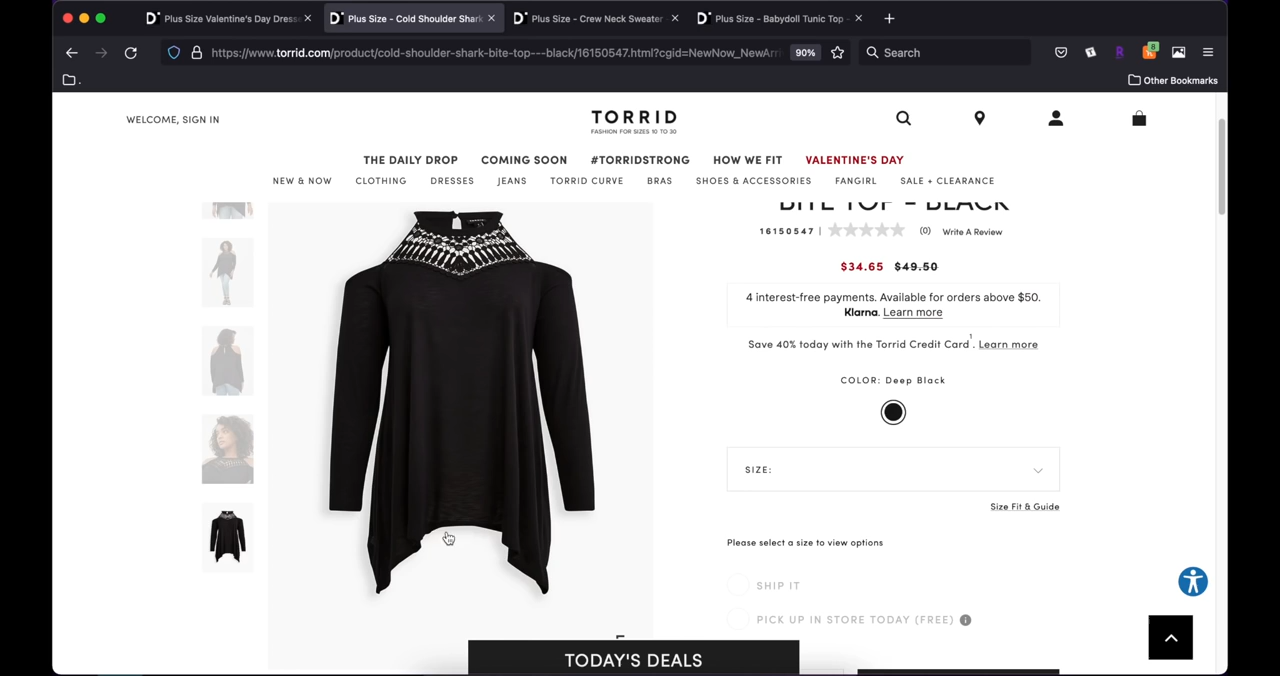 Plus Size Valentine's Day Dresse
Plus Size - Cold Shoulder Shark
Plus Size - Crew Neck Sweater
Plus Size - Babydoll Tunic Top -
https://www.torrid.com/product/cold-shoulder-shark-bite-top---black/16150547.html?cgid=NewNow_NewArri
90%
Search
8
.
Other Bookmarks
WELCOME, SIGN IN
TORRID
FASHION FOR SIZES 10 TO 30
THE DAILY DROP
COMING SOON
#TORRIDSTRONG
HOW WE FIT
VALENTINE'S DAY
NEW & NOW
CLOTHING
DRESSES
JEANS
TORRID CURVE
BRAS
SHOES & ACCESSORIES
FANGIRL
SALE + CLEARANCE
BITE TOP - BLACK
16150547 |
(0)
Write A Review
$34.65 $49.50
4 interest-free payments. Available for orders above $50.
Klarna. Learn more
Save 40% today with the Torrid Credit Card¹. Learn more
COLOR: Deep Black
SIZE:
Size Fit & Guide
Please select a size to view options
SHIP IT
PICK UP IN STORE TODAY (FREE)
TODAY'S DEALS